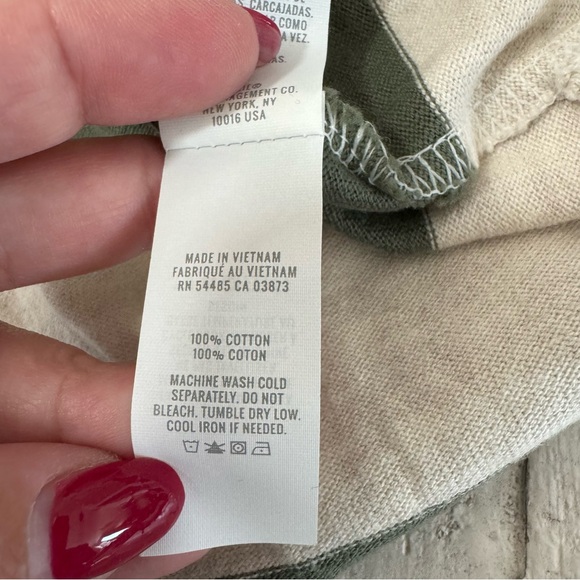 CARCAJADAS.
COMO
A VEZ.
AGEMENT CO.
NEW YORK, NY
10016 USA
MADE IN VIETNAM
FABRIQUÉ AU VIETNAM
RN 54485 CA 03873
100% COTTON
100% COTON
MACHINE WASH COLD
SEPARATELY. DO NOT
BLEACH. TUMBLE DRY LOW.
COOL IRON IF NEEDED.